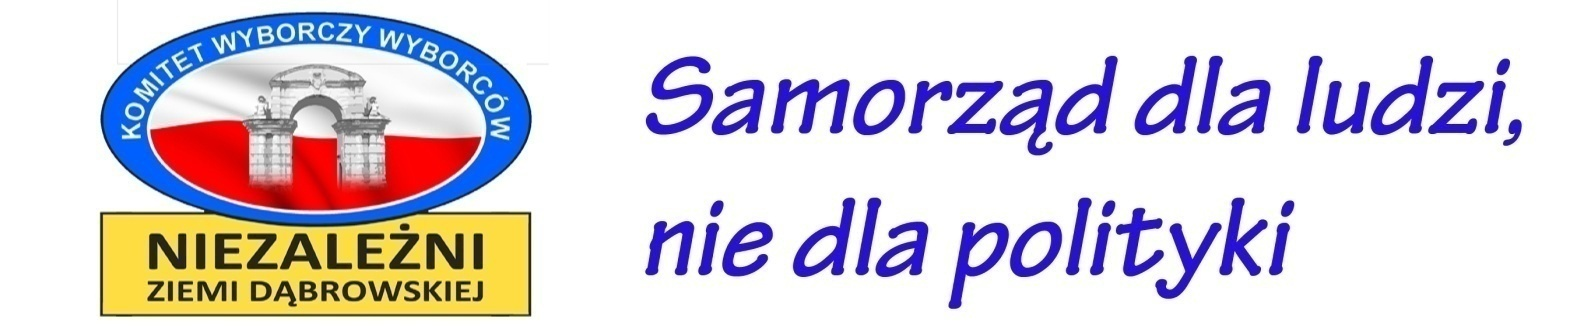 KOMITET WYBORCZY WYBORCÓW
NIEZALEŻNI
ZIEMI DĄBROWSKIEJ
Samorząd dla ludzi,
nie dla polityki